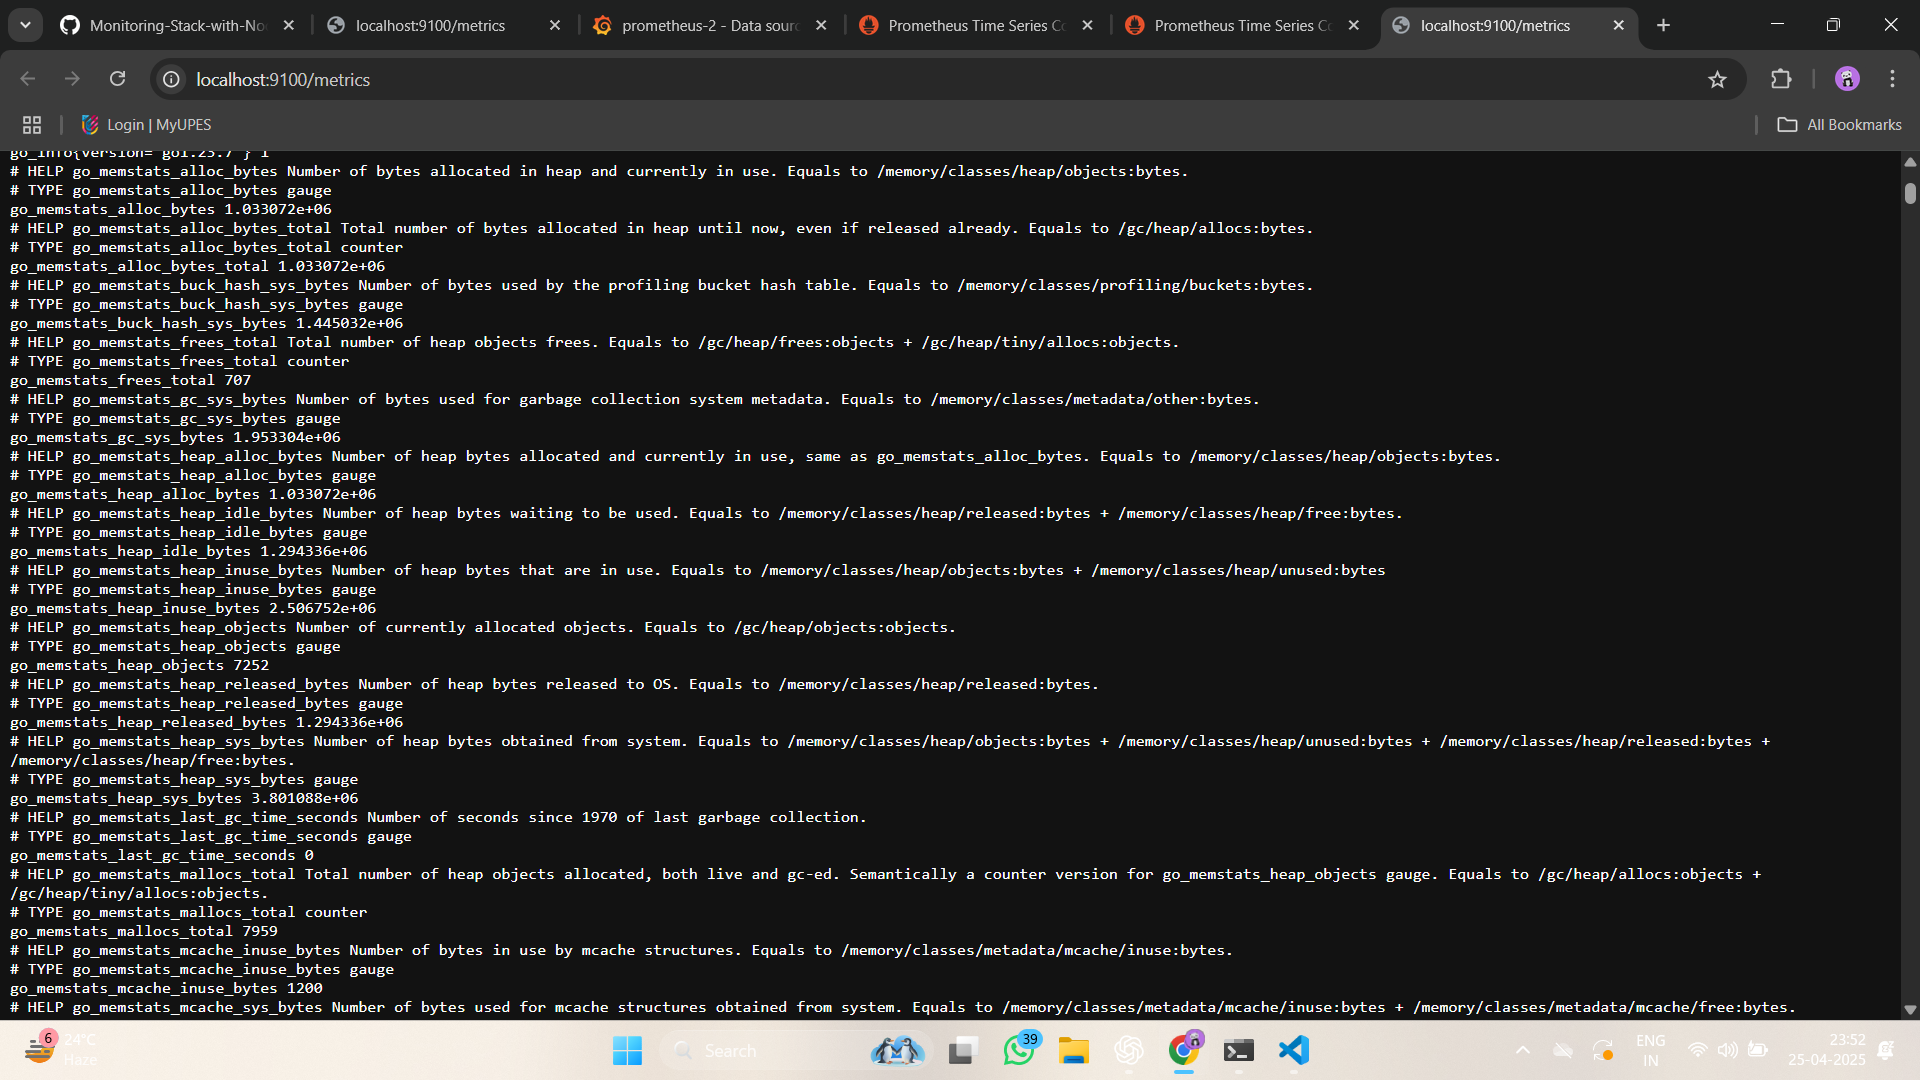 Monitoring-Stack-with-No
localhost:9100/metrics
prometheus-2 - Data sour
Prometheus Time Series Co
Prometheus Time Series Co
localhost:9100/metrics
localhost:9100/metrics
Login | MyUPES
All Bookmarks
go_info{version="go1.23.7"} 1
# HELP go_memstats_alloc_bytes Number of bytes allocated in heap and currently in use. Equals to /memory/classes/heap/objects:bytes.
# TYPE go_memstats_alloc_bytes gauge
go_memstats_alloc_bytes 1.033072e+06
# HELP go_memstats_alloc_bytes_total Total number of bytes allocated in heap until now, even if released already. Equals to /gc/heap/allocs:bytes.
# TYPE go_memstats_alloc_bytes_total counter
go_memstats_alloc_bytes_total 1.033072e+06
# HELP go_memstats_buck_hash_sys_bytes Number of bytes used by the profiling bucket hash table. Equals to /memory/classes/profiling/buckets:bytes.
# TYPE go_memstats_buck_hash_sys_bytes gauge
go_memstats_buck_hash_sys_bytes 1.445032e+06
# HELP go_memstats_frees_total Total number of heap objects frees. Equals to /gc/heap/frees:objects + /gc/heap/tiny/allocs:objects.
# TYPE go_memstats_frees_total counter
go_memstats_frees_total 707
# HELP go_memstats_gc_sys_bytes Number of bytes used for garbage collection system metadata. Equals to /memory/classes/metadata/other:bytes.
# TYPE go_memstats_gc_sys_bytes gauge
go_memstats_gc_sys_bytes 1.953304e+06
# HELP go_memstats_heap_alloc_bytes Number of heap bytes allocated and currently in use, same as go_memstats_alloc_bytes. Equals to /memory/classes/heap/objects:bytes.
# TYPE go_memstats_heap_alloc_bytes gauge
go_memstats_heap_alloc_bytes 1.033072e+06
# HELP go_memstats_heap_idle_bytes Number of heap bytes waiting to be used. Equals to /memory/classes/heap/released:bytes + /memory/classes/heap/free:bytes.
# TYPE go_memstats_heap_idle_bytes gauge
go_memstats_heap_idle_bytes 1.294336e+06
# HELP go_memstats_heap_inuse_bytes Number of heap bytes that are in use. Equals to /memory/classes/heap/objects:bytes + /memory/classes/heap/unused:bytes
# TYPE go_memstats_heap_inuse_bytes gauge
go_memstats_heap_inuse_bytes 2.506752e+06
# HELP go_memstats_heap_objects Number of currently allocated objects. Equals to /gc/heap/objects:objects.
# TYPE go_memstats_heap_objects gauge
go_memstats_heap_objects 7252
# HELP go_memstats_heap_released_bytes Number of heap bytes released to OS. Equals to /memory/classes/heap/released:bytes.
# TYPE go_memstats_heap_released_bytes gauge
go_memstats_heap_released_bytes 1.294336e+06
# HELP go_memstats_heap_sys_bytes Number of heap bytes obtained from system. Equals to /memory/classes/heap/objects:bytes + /memory/classes/heap/unused:bytes + /memory/classes/heap/released:bytes +
/memory/classes/heap/free:bytes.
# TYPE go_memstats_heap_sys_bytes gauge
go_memstats_heap_sys_bytes 3.801088e+06
# HELP go_memstats_last_gc_time_seconds Number of seconds since 1970 of last garbage collection.
# TYPE go_memstats_last_gc_time_seconds gauge
go_memstats_last_gc_time_seconds 0
# HELP go_memstats_mallocs_total Total number of heap objects allocated, both live and gc-ed. Semantically a counter version for go_memstats_heap_objects gauge. Equals to /gc/heap/allocs:objects +
/gc/heap/tiny/allocs:objects.
# TYPE go_memstats_mallocs_total counter
go_memstats_mallocs_total 7959
# HELP go_memstats_mcache_inuse_bytes Number of bytes in use by mcache structures. Equals to /memory/classes/metadata/mcache/inuse:bytes.
# TYPE go_memstats_mcache_inuse_bytes gauge
go_memstats_mcache_inuse_bytes 1200
# HELP go_memstats_mcache_sys_bytes Number of bytes used for mcache structures obtained from system. Equals to /memory/classes/metadata/mcache/inuse:bytes + /memory/classes/metadata/mcache/free:bytes.
6
24°C
Haze
Search
39
ENG
IN
23:52
25-04-2025